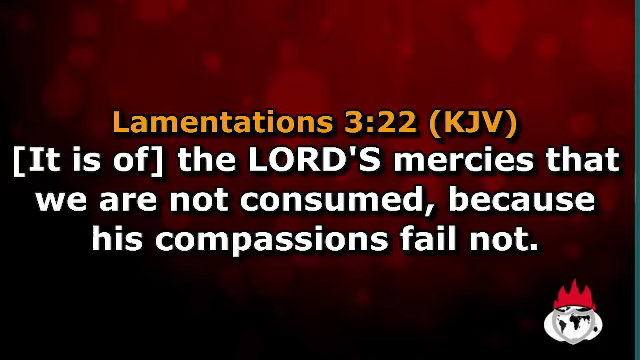 Lamentations 3:22 (KJV)
[It is of] the LORD'S mercies that
we are not consumed, because
his compassions fail not.